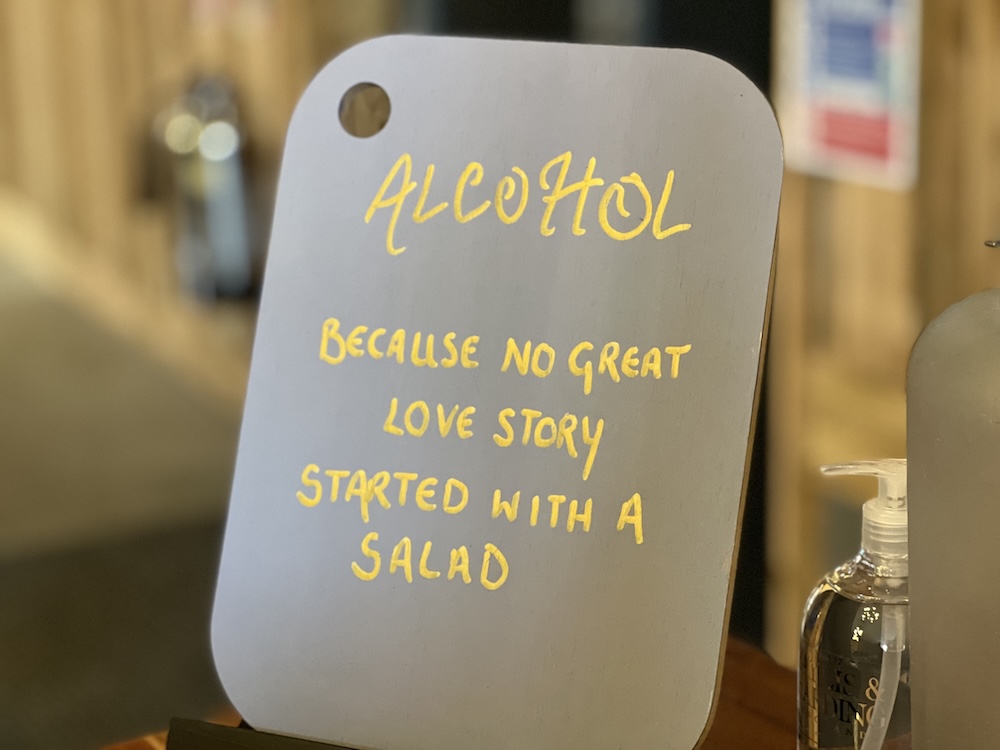 ALCOHOL
BECAUSE NO GREAT
LOVE STORY
STARTED WITH A
SALAD
&